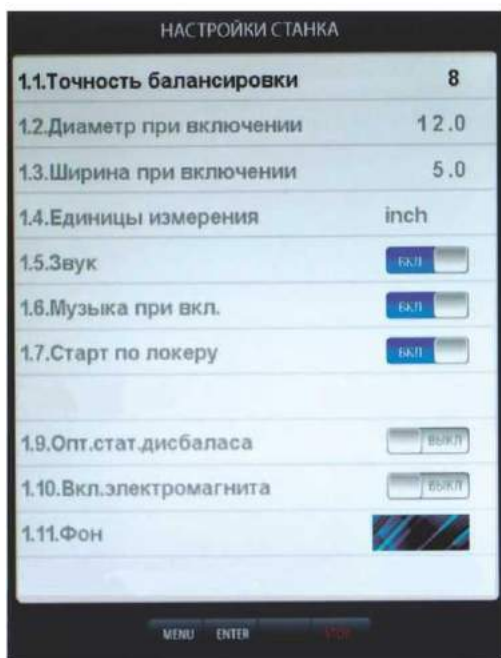 НАСТРОЙКИ СТАНКА
1.1.Точность балансировки 8
1.2.Диаметр при включении 12.0
1.3.Ширина при включении 5.0
1.4.Единицы измерения inch
1.5.Звук ВКЛ
1.6.Музыка при вкл. ВКЛ
1.7.Старт по локеру ВКЛ
1.9.Опт.стат.дисбаласа ВЫКЛ
1.10.Вкл.электромагнита ВЫКЛ
1.11.Фон
MENU ENTER STOP